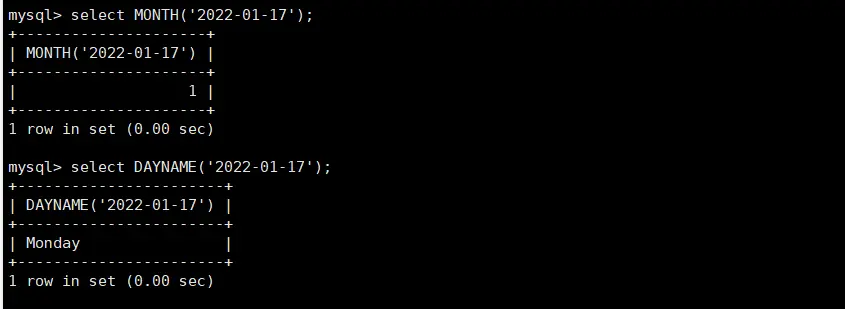 mysql> select MONTH('2022-01-17');
+---------------------+
| MONTH('2022-01-17') |
+---------------------+
|                   1 |
+---------------------+
1 row in set (0.00 sec)

mysql> select DAYNAME('2022-01-17');
+-----------------------+
| DAYNAME('2022-01-17') |
+-----------------------+
| Monday                |
+-----------------------+
1 row in set (0.00 sec)